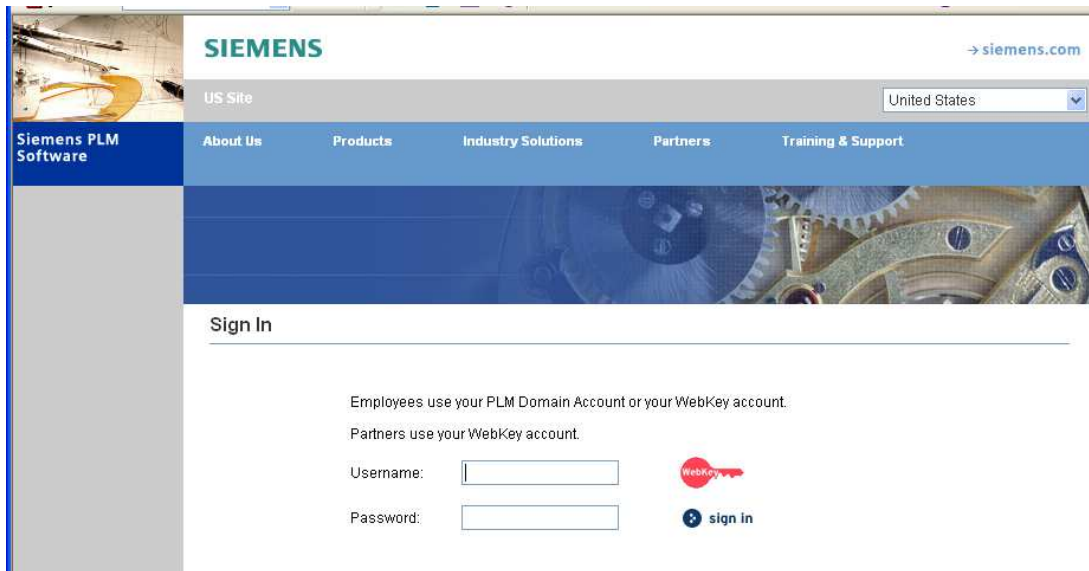 SIEMENS
→ siemens.com
US Site
United States
Siemens PLM
Software
About Us Products Industry Solutions Partners Training & Support
Sign In
Employees use your PLM Domain Account or your WebKey account.
Partners use your WebKey account.
Username:
WebKey
Password:
sign in